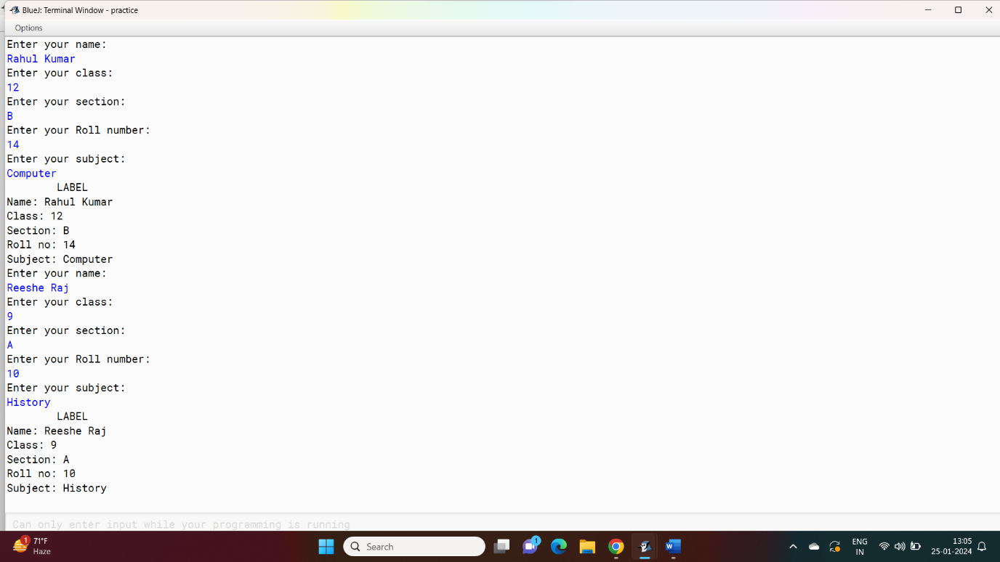 BlueJ: Terminal Window - practice
Options
Enter your name:
Rahul Kumar
Enter your class:
12
Enter your section:
B
Enter your Roll number:
14
Enter your subject:
Computer
LABEL
Name: Rahul Kumar
Class: 12
Section: B
Roll no: 14
Subject: Computer
Enter your name:
Reeshe Raj
Enter your class:
9
Enter your section:
A
Enter your Roll number:
10
Enter your subject:
History
LABEL
Name: Reeshe Raj
Class: 9
Section: A
Roll no: 10
Subject: History
Can only enter input while your programming is running
1
71°F
Haze
Search
1
W
ENG
IN
13:05
25-01-2024